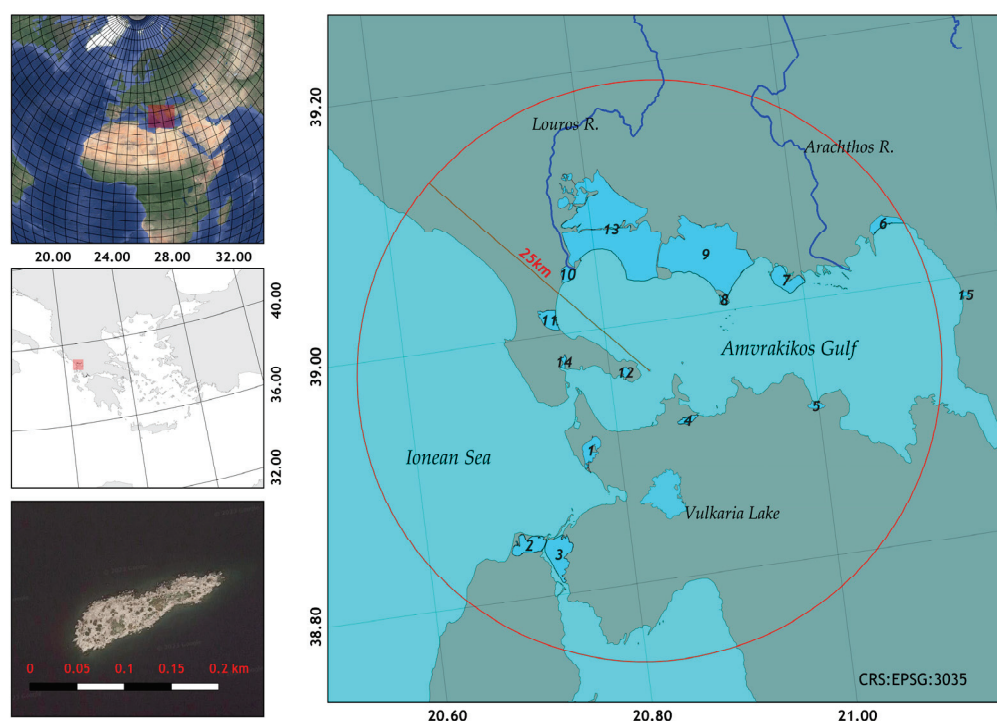 20.00 24.00 28.00 32.00
40.00
36.00
32.00
0 0.05 0.1 0.15 0.2 km
39.20
39.00
38.80
20.60 20.80 21.00
Louros R.
Arachthos R.
25km
13
9
6
10
7
15
8
11
Amvrakikos Gulf
14
12
5
4
1
Ionean Sea
Vulkaria Lake
2
3
CRS:EPSG:3035